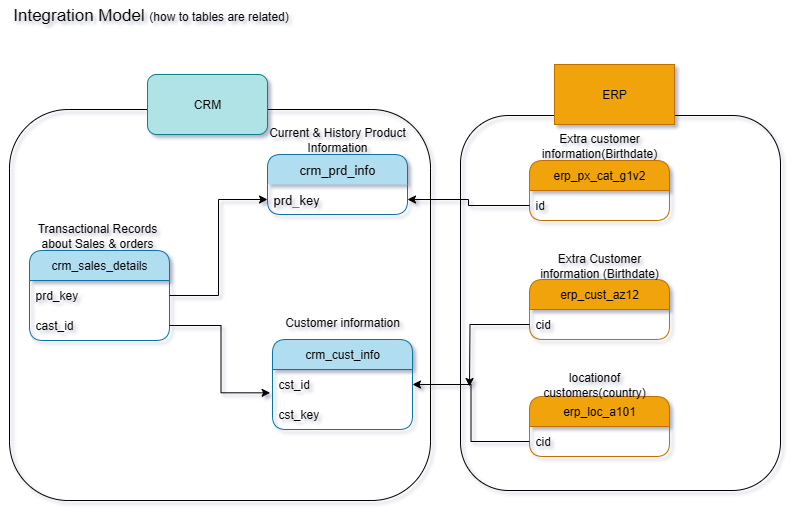 Integration Model (how to tables are related)
CRM
ERP
Current & History Product
Information
crm_prd_info
prd_key
Extra customer
information(Birthdate)
erp_px_cat_g1v2
id
Transactional Records
about Sales & orders
crm_sales_details
prd_key
cast_id
Extra Customer
information (Birthdate)
erp_cust_az12
cid
Customer information
crm_cust_info
cst_id
cst_key
locationof
customers(country)
erp_loc_a101
cid